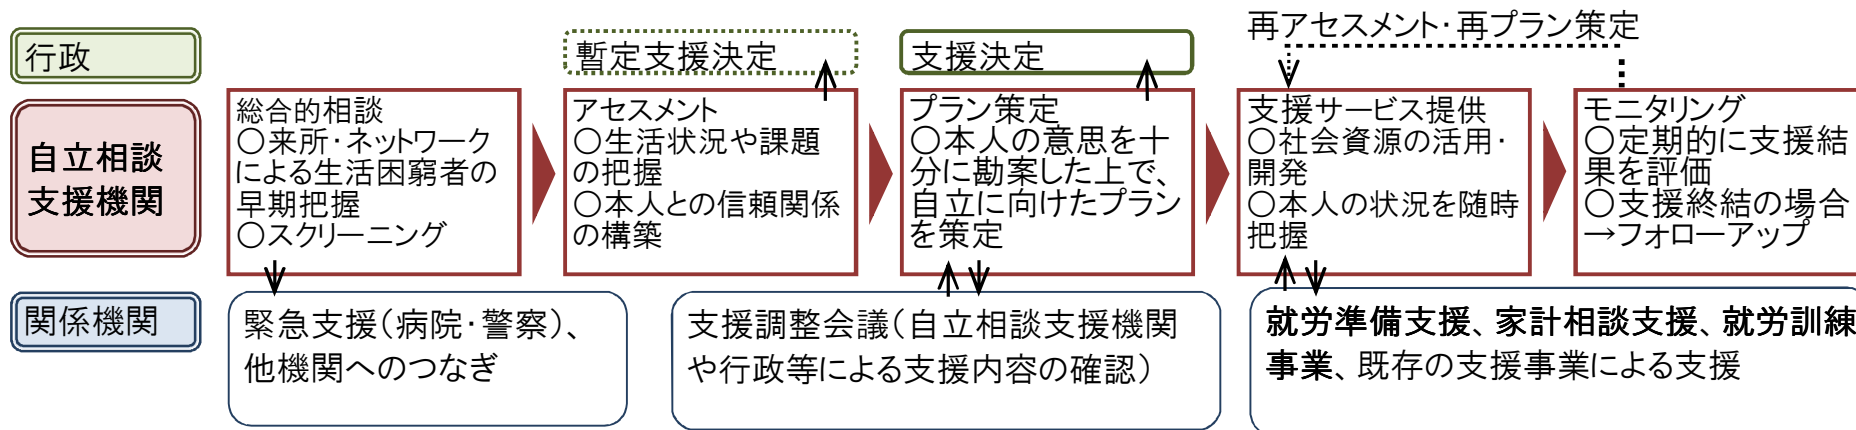 行政
暫定支援決定
支援決定
再アセスメント・再プラン策定
自立相談
支援機関
総合的相談
○来所・ネットワーク
による生活困窮者の
早期把握
○スクリーニング
アセスメント
○生活状況や課題
の把握
○本人との信頼関係
の構築
プラン策定
○本人の意思を十
分に勘案した上で、
自立に向けたプラン
を策定
支援サービス提供
○社会資源の活用・
開発
○本人の状況を随時
把握
モニタリング
○定期的に支援結
果を評価
○支援終結の場合
→フォローアップ
関係機関
緊急支援（病院・警察）、
他機関へのつなぎ
支援調整会議（自立相談支援機関
や行政等による支援内容の確認）
就労準備支援、家計相談支援、就労訓練
事業、既存の支援事業による支援